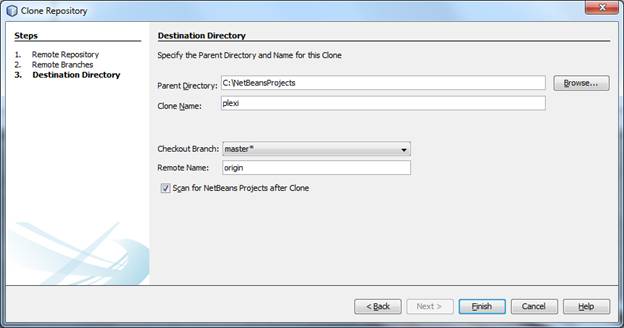 Clone Repository
Steps
1. Remote Repository
2. Remote Branches
3. Destination Directory
Destination Directory
Specify the Parent Directory and Name for this Clone
Parent Directory: C:\NetBeansProjects Browse...
Clone Name: plexi
Checkout Branch: master*
Remote Name: origin
Scan for NetBeans Projects after Clone
< Back Next > Finish Cancel Help